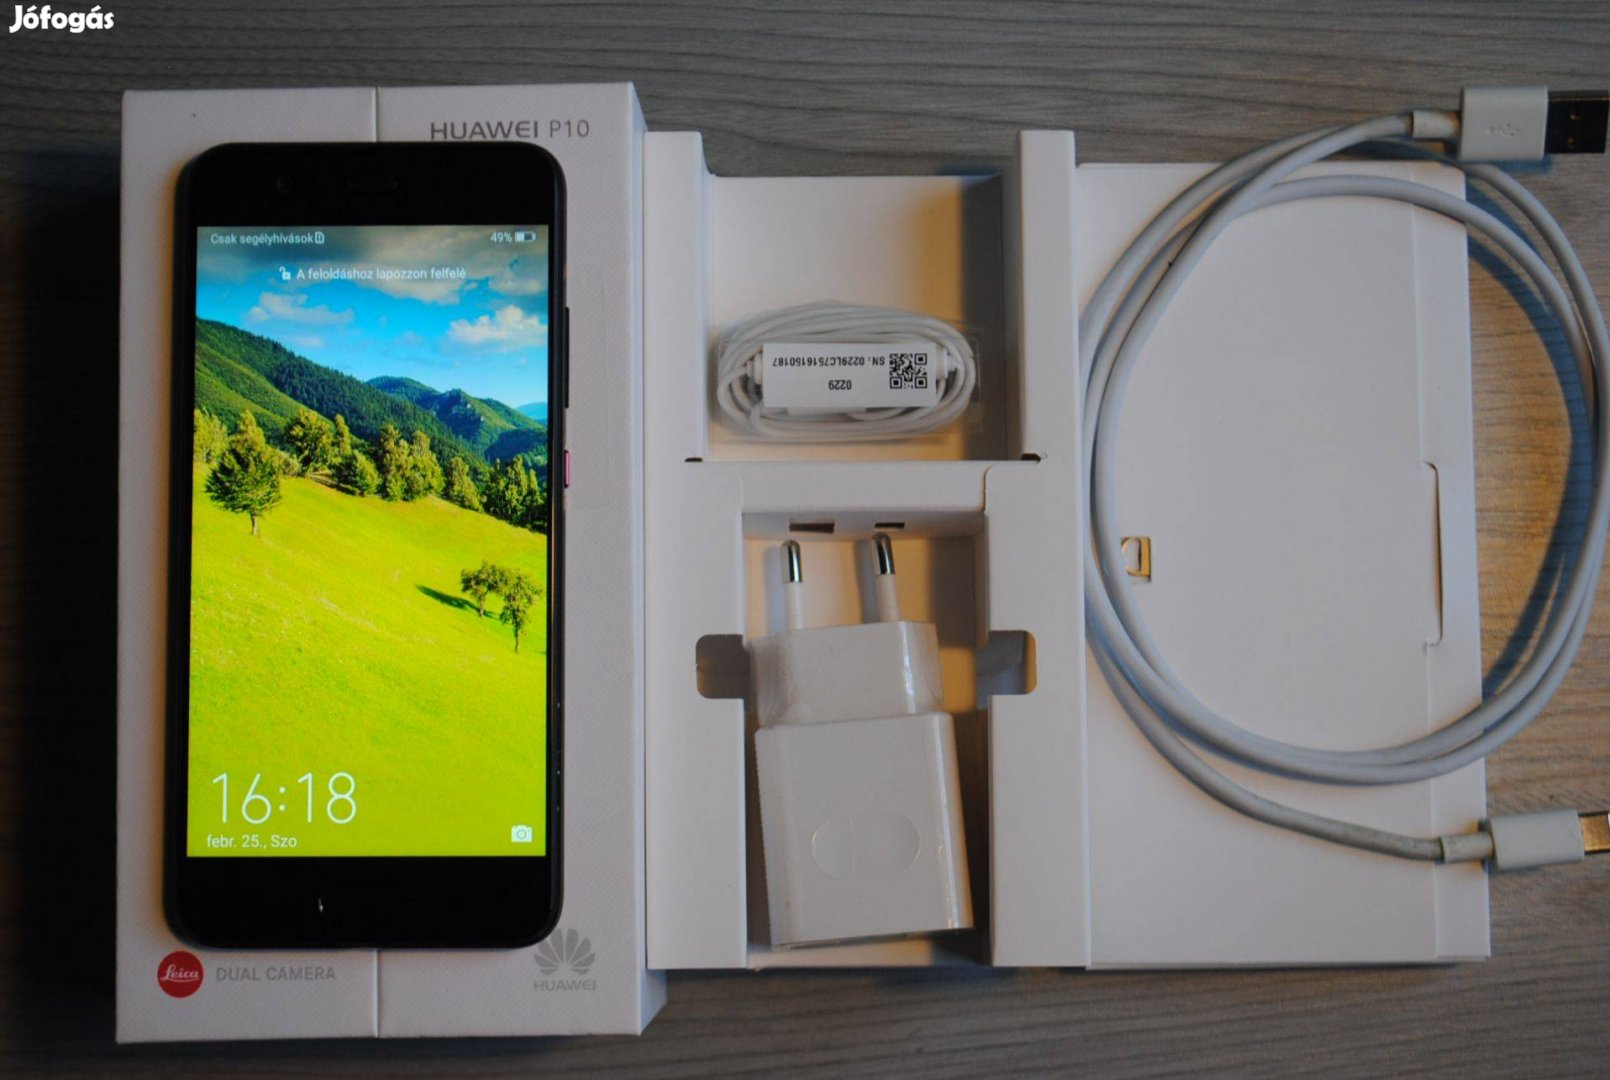 Jófogás
HUAWEI P10
Csak segélyhívások
49%
A feloldáshoz lapozzon felfelé
16:18
febr. 25., Szo
Leica
DUAL CAMERA
HUAWEI
SN: 0229LC7516150187
0229